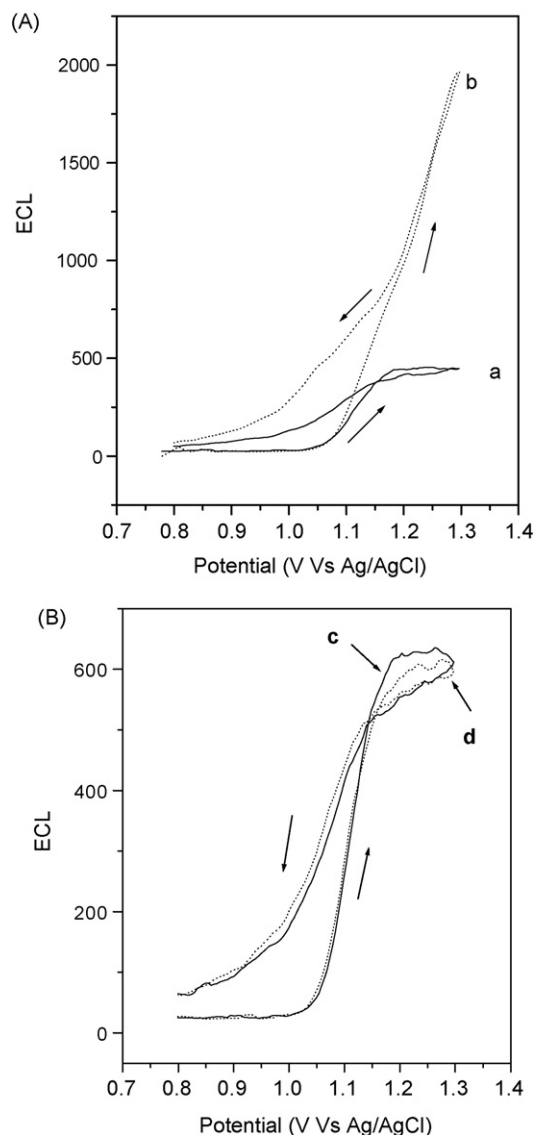 (A)
2000
b
1500
ECL
1000
500
a
0
0.7 0.8 0.9 1.0 1.1 1.2 1.3 1.4
Potential (V Vs Ag/AgCl)
(B)
c
600
d
400
ECL
200
0
0.7 0.8 0.9 1.0 1.1 1.2 1.3 1.4
Potential (V Vs Ag/AgCl)